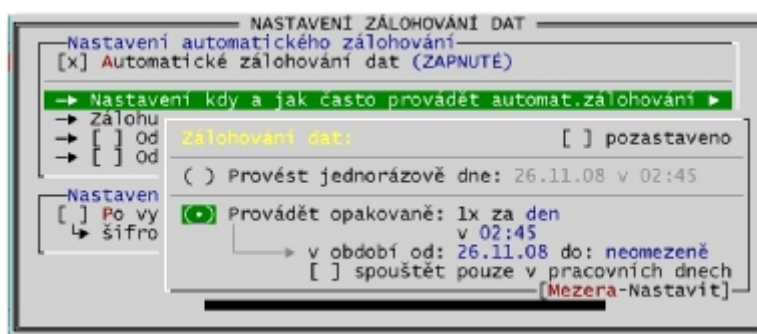 NASTAVENÍ ZÁLOHOVÁNÍ DAT
Nastavení automatického zálohování
[x] Automatické zálohování dat (ZAPNUTÉ)
→ Nastavení kdy a jak často provádět automat.zálohování ►
→ Zálohu
→ [ ] Od
→ [ ] Od
Zálohování dat: [ ] pozastaveno
( ) Provést jednorázově dne: 26.11.08 v 02:45
(•) Provádět opakovaně: 1x za den
v 02:45
v období od: 26.11.08 do: neomezeně
[ ] spouštět pouze v pracovních dnech
[Mezera-Nastavit]
Nastaven
[ ] Po vy
šifro